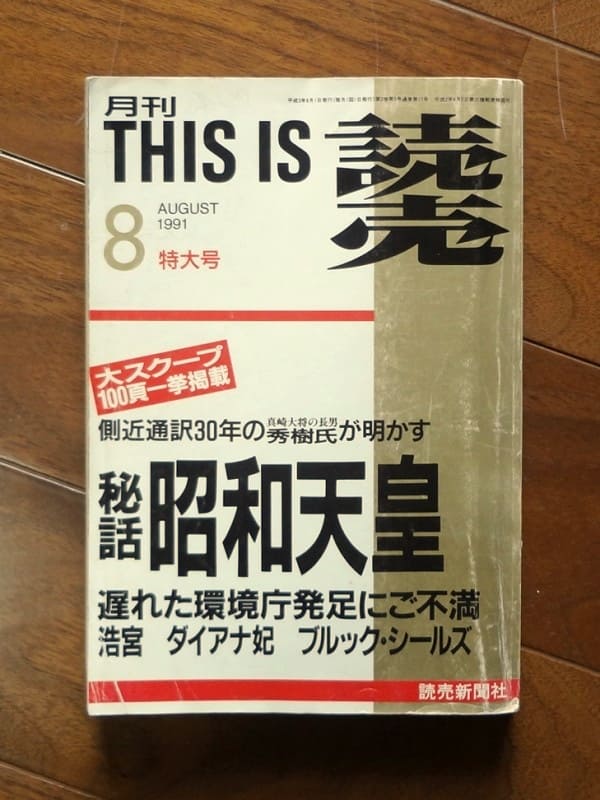 月刊
THIS IS 読売
8
AUGUST
1991
特大号
大スクープ
100頁一挙掲載
真崎大将の長男
側近通訳30年の秀樹氏が明かす
秘話 昭和天皇
遅れた環境庁発足にご不満
浩宮 ダイアナ妃 ブルック・シールズ
読売新聞社